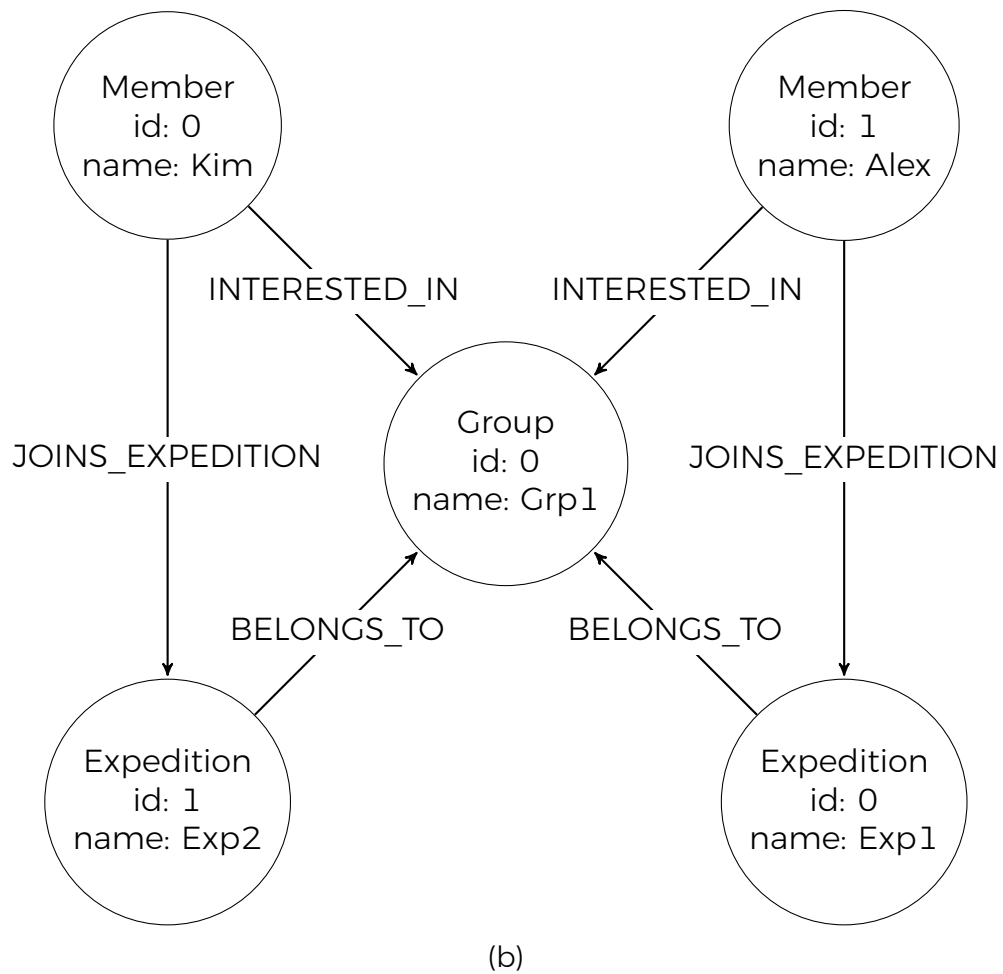 Member
id: 0
name: Kim
Member
id: 1
name: Alex
INTERESTED_IN
INTERESTED_IN
Group
id: 0
name: Grp1
JOINS_EXPEDITION
JOINS_EXPEDITION
BELONGS_TO
BELONGS_TO
Expedition
id: 1
name: Exp2
Expedition
id: 0
name: Exp1
(b)